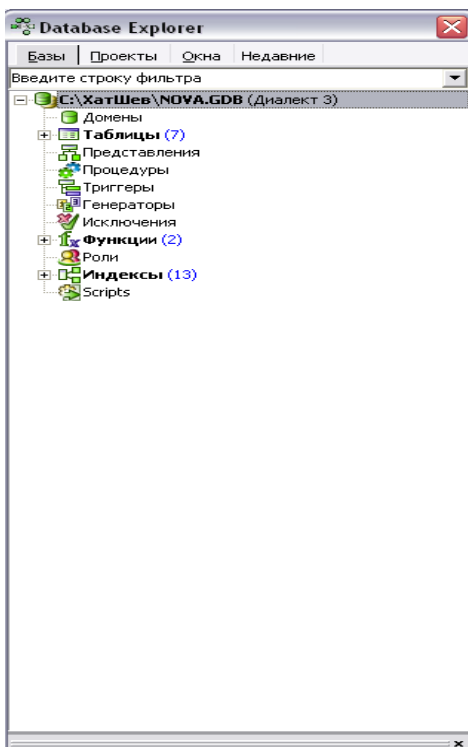 Database Explorer
Базы Проекты Окна Недавние
Введите строку фильтра
C:\ХатШев\NOVA.GDB (Диалект 3)
Домены
Таблицы (7)
Представления
Процедуры
Триггеры
Генераторы
Исключения
fx Функции (2)
Роли
Индексы (13)
Scripts